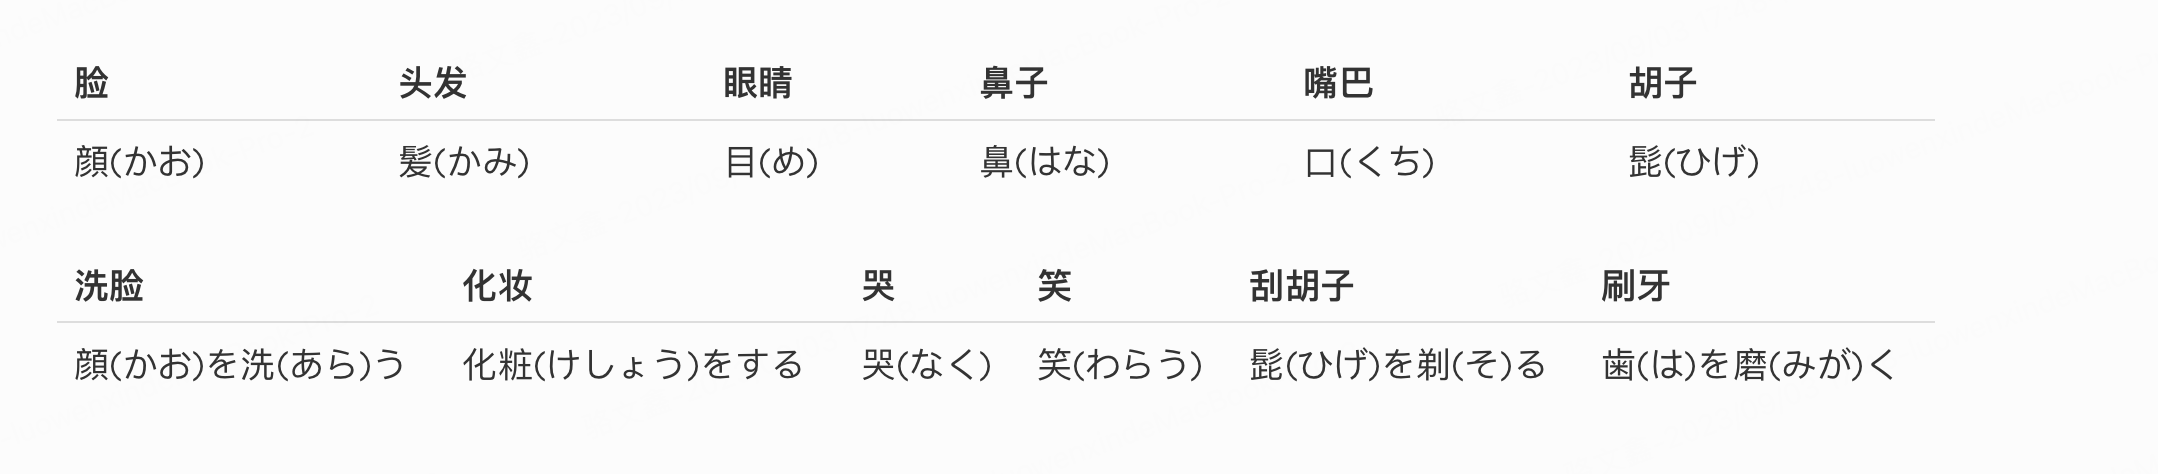 脸 头发 眼睛 鼻子 嘴巴 胡子
顔(かお) 髪(かみ) 目(め) 鼻(はな) 口(くち) 髭(ひげ)
洗脸 化妆 哭 笑 刮胡子 刷牙
顔(かお)を洗(あら)う 化粧(けしょう)をする 哭(なく) 笑(わらう) 髭(ひげ)を剃(そ)る 歯(は)を磨(みが)く